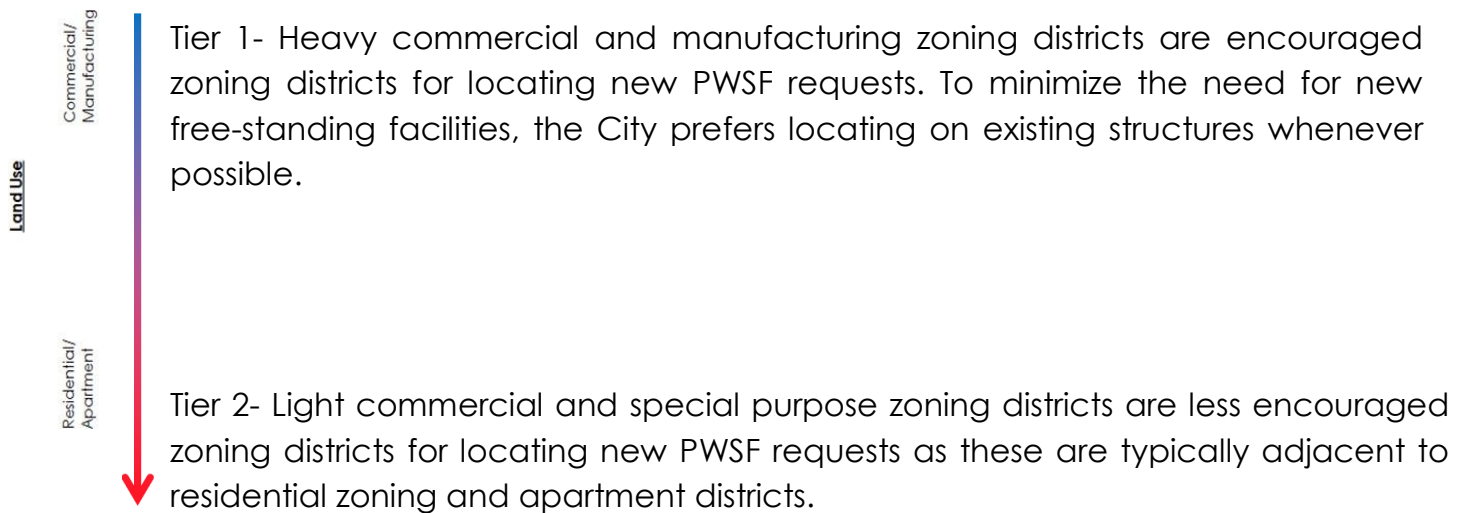 Land Use
Commercial/
Manufacturing
Tier 1- Heavy commercial and manufacturing zoning districts are encouraged
zoning districts for locating new PWSF requests. To minimize the need for new
free-standing facilities, the City prefers locating on existing structures whenever
possible.
Residential/
Apartment
Tier 2- Light commercial and special purpose zoning districts are less encouraged
zoning districts for locating new PWSF requests as these are typically adjacent to
residential zoning and apartment districts.